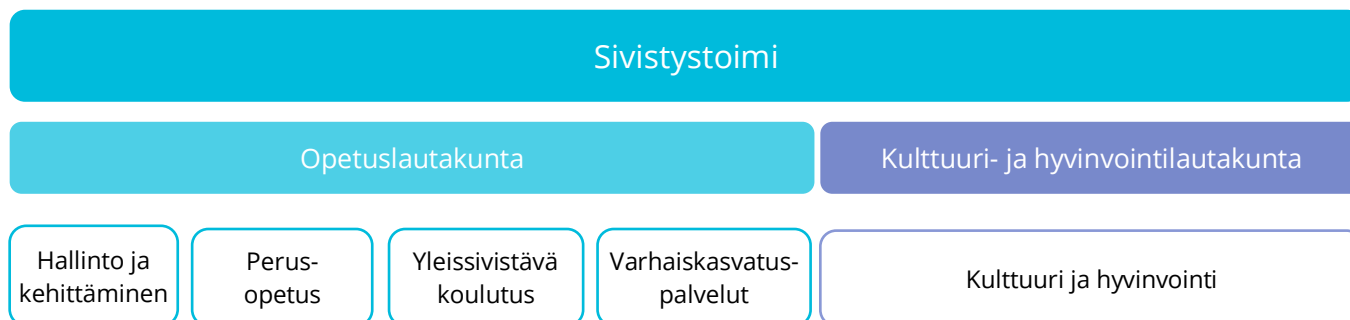 Sivistystoimi
Opetuslautakunta
Kulttuuri- ja hyvinvointilautakunta
Hallinto ja
kehittäminen
Perus-
opetus
Yleissivistävä
koulutus
Varhaiskasvatus-
palvelut
Kulttuuri ja hyvinvointi